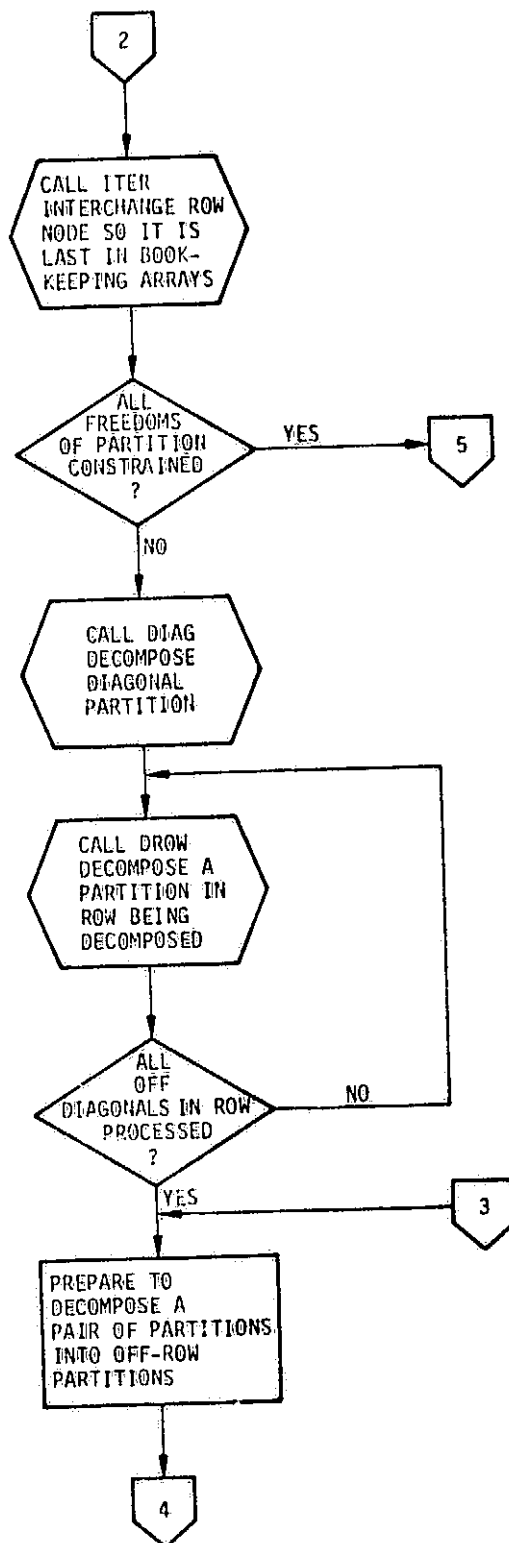 2
CALL ITER
INTERCHANGE ROW
NODE SO IT IS
LAST IN BOOK-
KEEPING ARRAYS
ALL
FREEDOMS
OF PARTITION
CONSTRAINED
?
YES
5
NO
CALL DIAG
DECOMPOSE
DIAGONAL
PARTITION
CALL DROW
DECOMPOSE A
PARTITION IN
ROW BEING
DECOMPOSED
ALL
OFF
DIAGONALS IN ROW
PROCESSED
?
NO
YES
3
PREPARE TO
DECOMPOSE A
PAIR OF PARTITIONS
INTO OFF-ROW
PARTITIONS
4